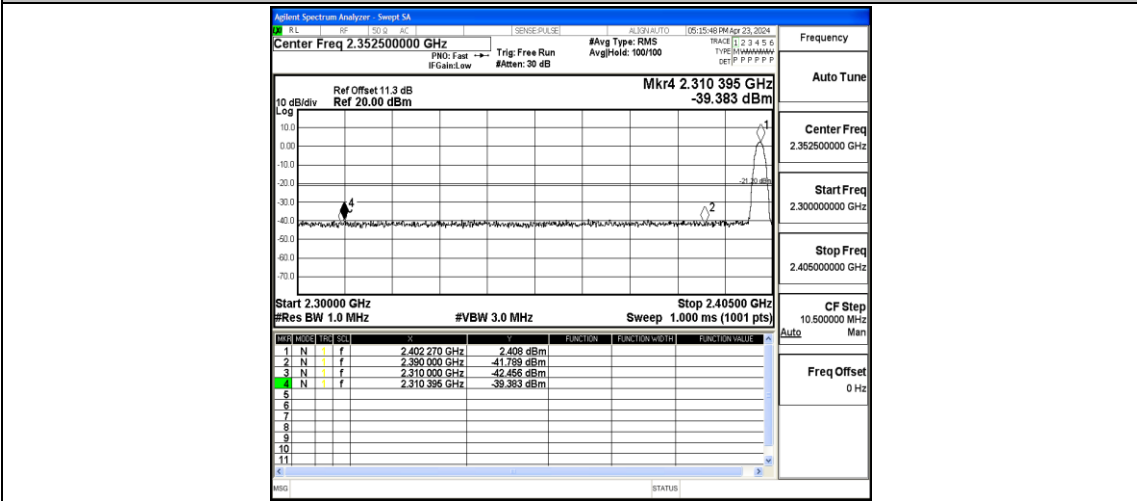 Agilent Spectrum Analyzer - Swept SA
RL RF 50 Ω AC SENSE:PULSE ALIGN AUTO 05:15:48 PM Apr 23, 2024
Center Freq 2.352500000 GHz
PNO: Fast
IFGain:Low
Trig: Free Run
#Atten: 30 dB
#Avg Type: RMS
Avg|Hold: 100/100
TRACE 1 2 3 4 5 6
TYPE M
DET P P P P P P
Ref Offset 11.3 dB
10 dB/div Ref 20.00 dBm
Log
Mkr4 2.310 395 GHz
-39.383 dBm
10.0
0.00
-10.0
-20.0
-30.0
-40.0
-50.0
-60.0
-70.0
1
-21.20 dBm
4
2
Start 2.30000 GHz Stop 2.40500 GHz
#Res BW 1.0 MHz #VBW 3.0 MHz Sweep 1.000 ms (1001 pts)
MKR MODE TRC SCL X Y FUNCTION FUNCTION WIDTH FUNCTION VALUE
1 N 1 f 2.402 270 GHz 2.408 dBm
2 N 1 f 2.390 000 GHz -41.789 dBm
3 N 1 f 2.310 000 GHz -42.456 dBm
4 N 1 f 2.310 395 GHz -39.383 dBm
5
6
7
8
9
10
11
MSG STATUS
Frequency
Auto Tune
Center Freq
2.352500000 GHz
Start Freq
2.300000000 GHz
Stop Freq
2.405000000 GHz
CF Step
10.500000 MHz
Auto Man
Freq Offset
0 Hz